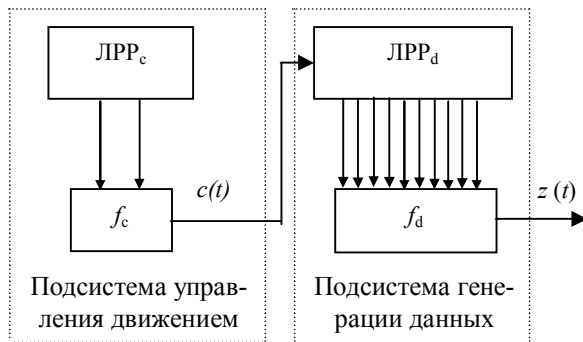 ЛРРc
ЛРРd
c(t)
z (t)
fc
fd
Подсистема управ-
ления движением
Подсистема гене-
рации данных